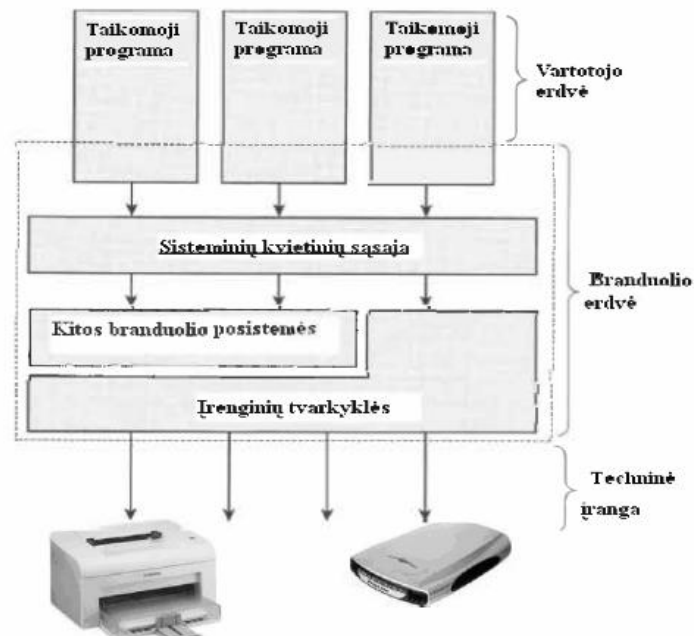 Taikomoji
programa
Taikomoji
programa
Taikomoji
programa
Vartotojo
erdvė
Sisteminių kvietinių sąsaja
Branduolio
erdvė
Kitos branduolio posistemės
Įrenginių tvarkyklės
Techninė
įranga